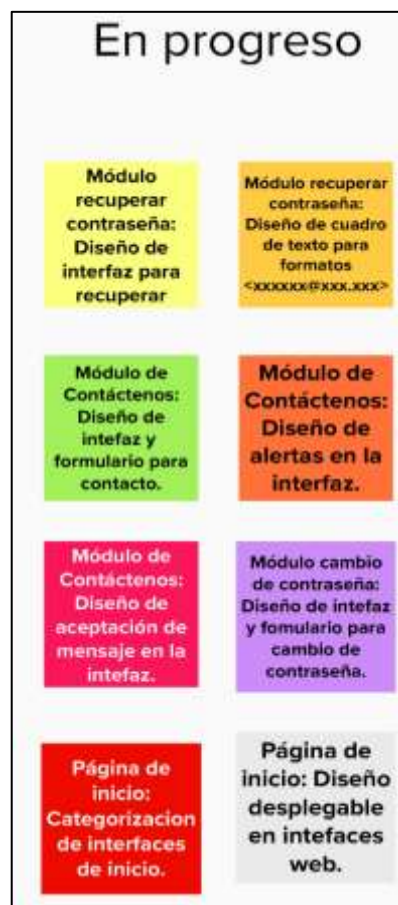 En progreso
Módulo
recuperar
contraseña:
Diseño de
interfaz para
recuperar
Módulo recuperar
contraseña:
Diseño de cuadro
de texto para
formatos
<xxxxxx@xxx.xxx>
Módulo de
Contáctenos:
Diseño de
intefaz y
formulario para
contacto.
Módulo de
Contáctenos:
Diseño de
alertas en la
interfaz.
Módulo de
Contáctenos:
Diseño de
aceptación de
mensaje en la
intefaz.
Módulo cambio
de contraseña:
Diseño de intefaz
y fomulario para
cambio de
contraseña.
Página de
inicio:
Categorizacion
de interfaces
de inicio.
Página de
inicio: Diseño
desplegable
en intefaces
web.